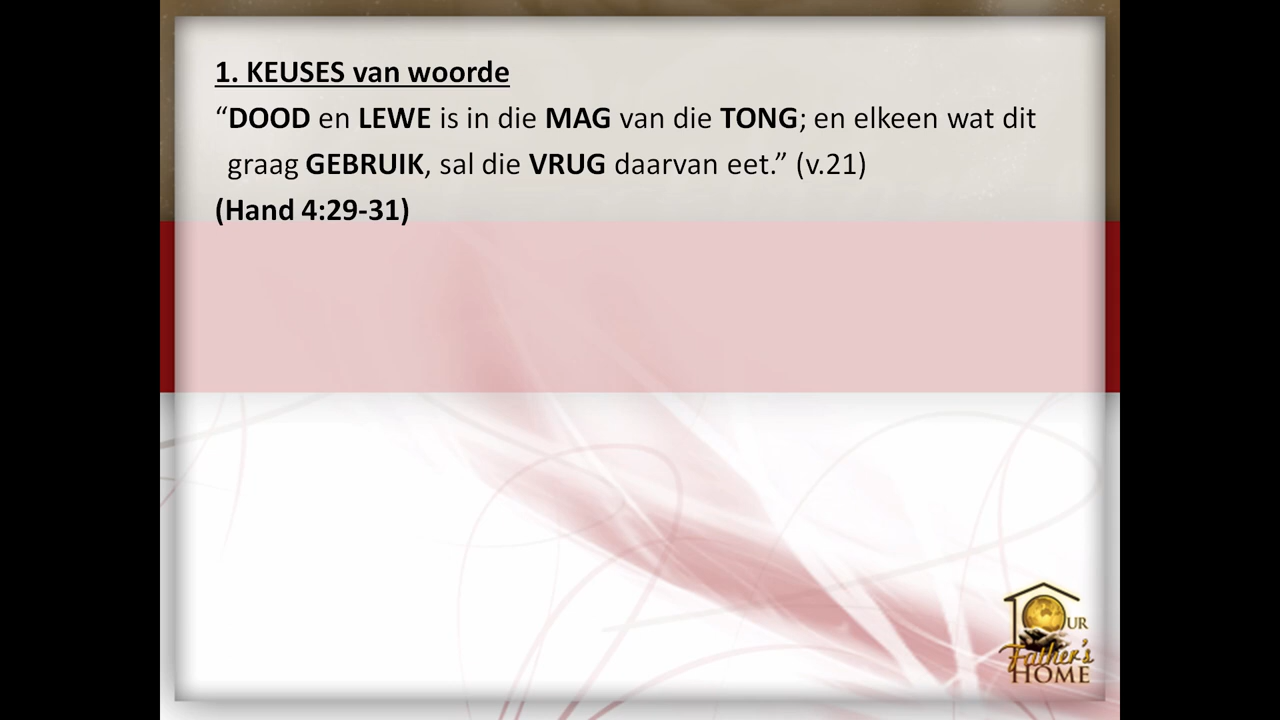 1. KEUSES van woorde
“DOOD en LEWE is in die MAG van die TONG; en elkeen wat dit
graag GEBRUIK, sal die VRUG daarvan eet.” (v.21)
(Hand 4:29-31)
OUR
Father's
HOME